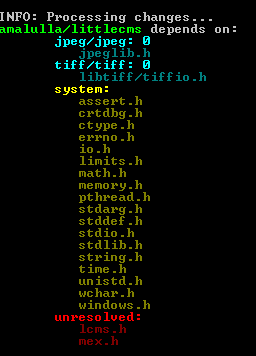 INFO: Processing changes...
amalulla/littlecms depends on:
jpeg/jpeg: 0
jpeglib.h
tiff/tiff: 0
libtiff/tiffio.h
system:
assert.h
crtdbg.h
ctype.h
errno.h
io.h
limits.h
math.h
memory.h
pthread.h
stdarg.h
stddef.h
stdio.h
stdlib.h
string.h
time.h
unistd.h
wchar.h
windows.h
unresolved:
lcms.h
mex.h